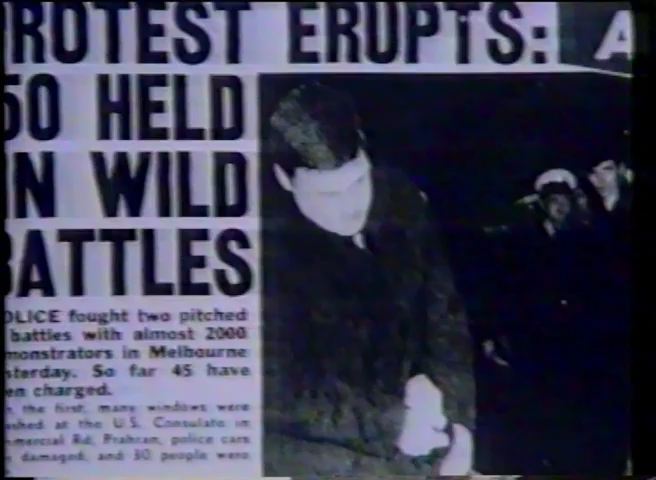 ROTEST ERUPTS: A
50 HELD
N WILD
BATTLES
OLICE fought two pitched
battles with almost 2000
monstrators in Melbourne
sterday. So far 45 have
en charged.
the first, many windows were
shed at the U.S. Consulate in
mmercial Rd, Prahran, police cars
damaged, and 30 people were